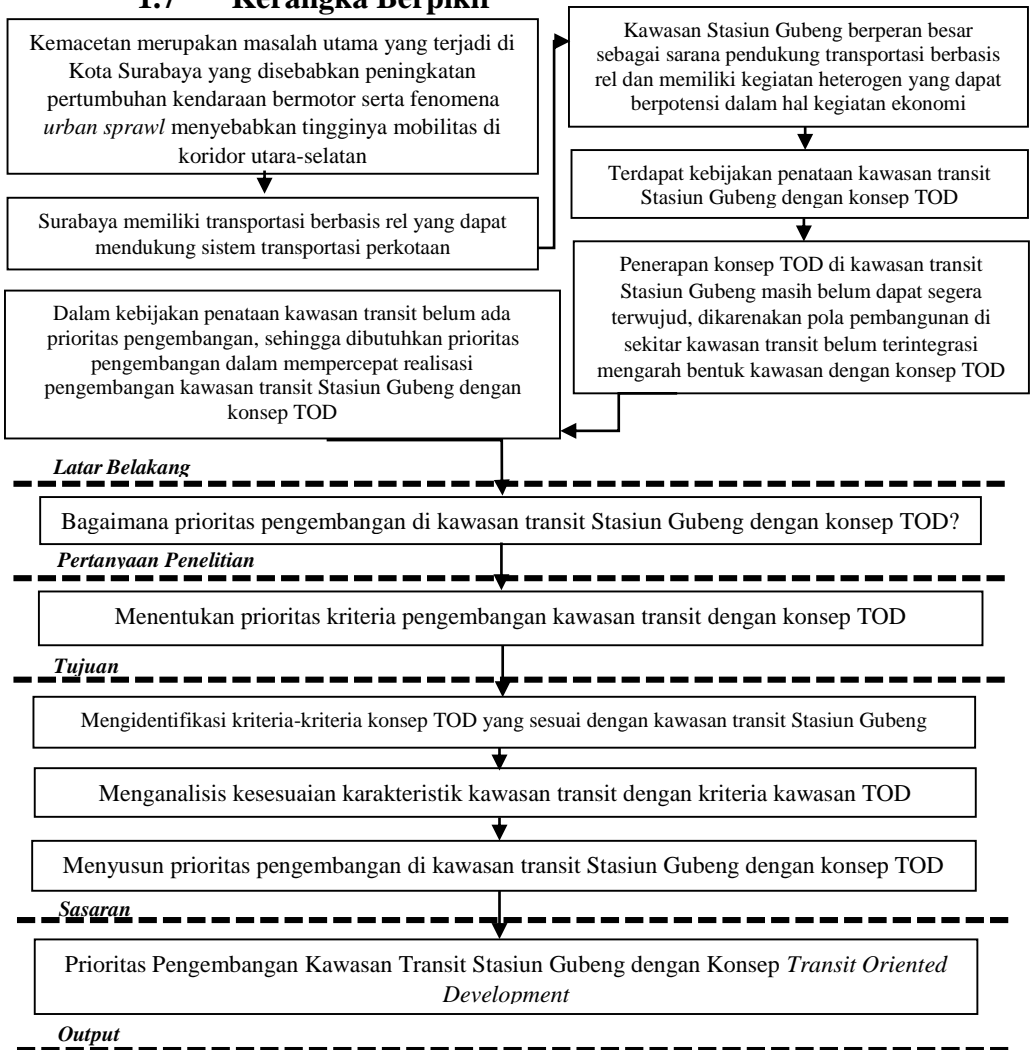 1.7 Kerangka Berpikir
Kemacetan merupakan masalah utama yang terjadi di
Kota Surabaya yang disebabkan peningkatan
pertumbuhan kendaraan bermotor serta fenomena
urban sprawl menyebabkan tingginya mobilitas di
koridor utara-selatan
Surabaya memiliki transportasi berbasis rel yang dapat
mendukung sistem transportasi perkotaan
Kawasan Stasiun Gubeng berperan besar
sebagai sarana pendukung transportasi berbasis
rel dan memiliki kegiatan heterogen yang dapat
berpotensi dalam hal kegiatan ekonomi
Terdapat kebijakan penataan kawasan transit
Stasiun Gubeng dengan konsep TOD
Penerapan konsep TOD di kawasan transit
Stasiun Gubeng masih belum dapat segera
terwujud, dikarenakan pola pembangunan di
sekitar kawasan transit belum terintegrasi
mengarah bentuk kawasan dengan konsep TOD
Dalam kebijakan penataan kawasan transit belum ada
prioritas pengembangan, sehingga dibutuhkan prioritas
pengembangan dalam mempercepat realisasi
pengembangan kawasan transit Stasiun Gubeng dengan
konsep TOD
Latar Belakang
Bagaimana prioritas pengembangan di kawasan transit Stasiun Gubeng dengan konsep TOD?
Pertanyaan Penelitian
Menentukan prioritas kriteria pengembangan kawasan transit dengan konsep TOD
Tujuan
Mengidentifikasi kriteria-kriteria konsep TOD yang sesuai dengan kawasan transit Stasiun Gubeng
Menganalisis kesesuaian karakteristik kawasan transit dengan kriteria kawasan TOD
Menyusun prioritas pengembangan di kawasan transit Stasiun Gubeng dengan konsep TOD
Sasaran
Prioritas Pengembangan Kawasan Transit Stasiun Gubeng dengan Konsep Transit Oriented
Development
Output